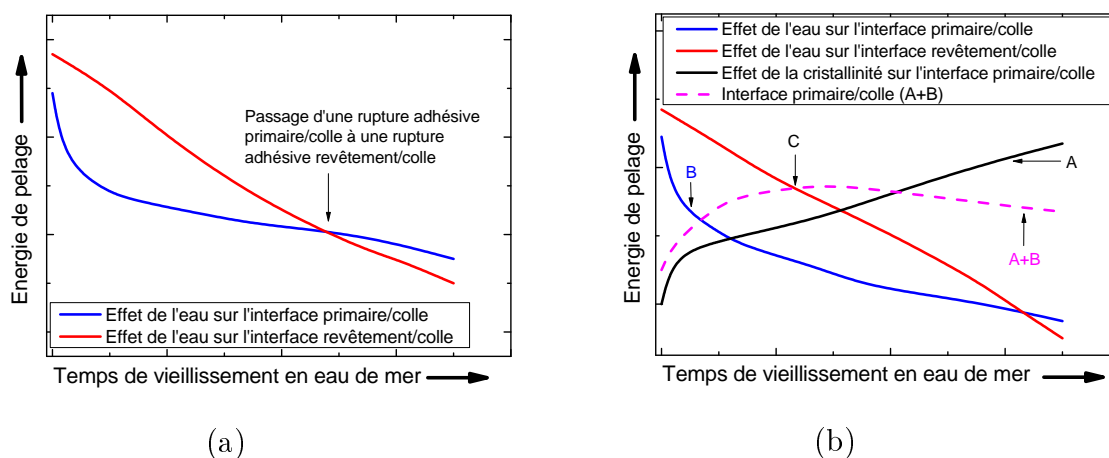 Energie de pelage
Passage d'une rupture adhésive
primaire/colle à une rupture
adhésive revêtement/colle
Effet de l'eau sur l'interface primaire/colle
Effet de l'eau sur l'interface revêtement/colle
Temps de vieillissement en eau de mer
(a)
Effet de l'eau sur l'interface primaire/colle
Effet de l'eau sur l'interface revêtement/colle
Effet de la cristallinité sur l'interface primaire/colle
Interface primaire/colle (A+B)
Energie de pelage
B
C
A
A+B
Temps de vieillissement en eau de mer
(b)